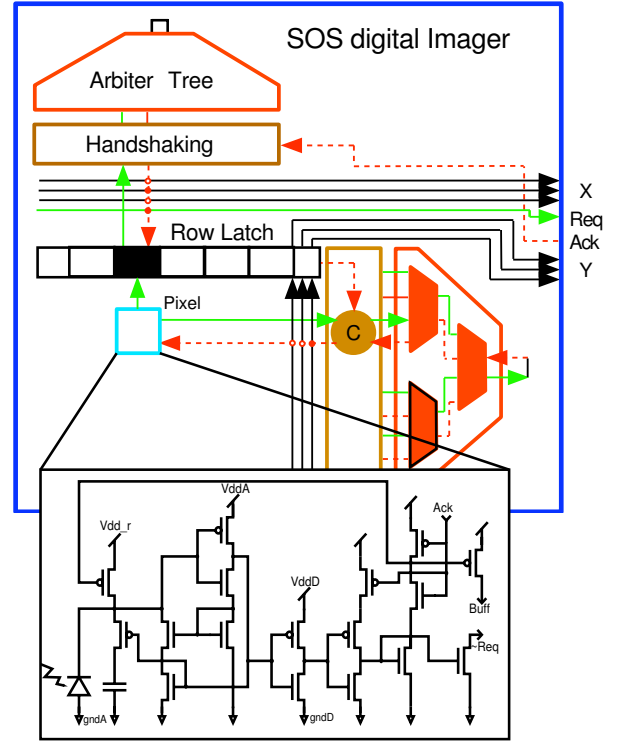 SOS digital Imager
Arbiter Tree
Handshaking
X
Req
Ack
Row Latch
Y
Pixel
C
VddA
Ack
Vdd_r
VddD
Buff
~Req
gndA
gndD